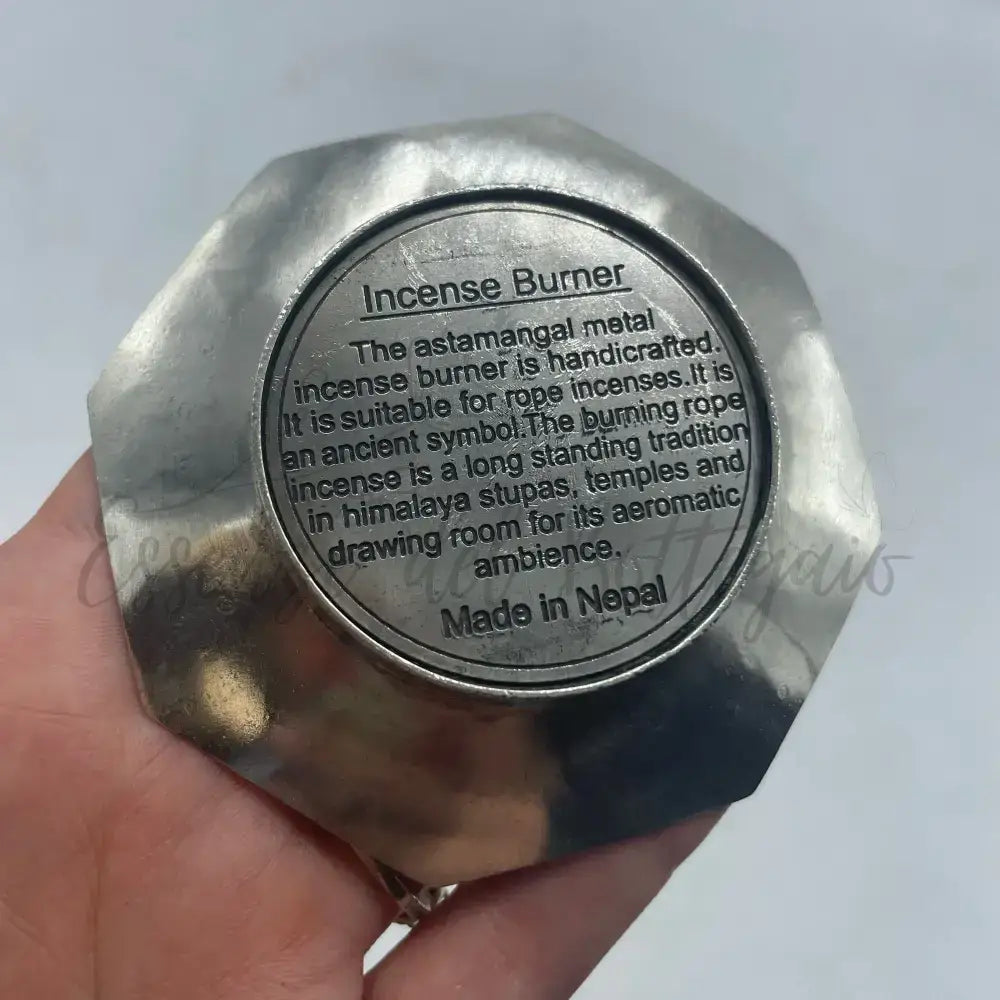 Incense Burner
The astamangal metal
incense burner is handicrafted.
It is suitable for rope incenses.It is
an ancient symbol.The burning rope
incense is a long standing tradition
in himalaya stupas, temples and
drawing room for its aeromatic
ambience.
Made in Nepal